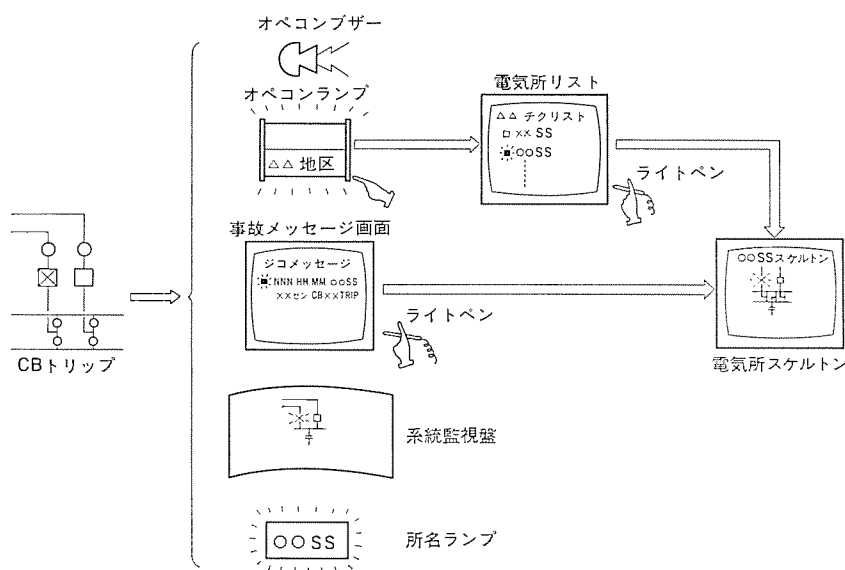 オペコンブザー
オペコンランプ
△△ 地区
電気所リスト
△△ チクリスト
□ ×× SS
■ ○○SS
ライトペン
事故メッセージ画面
ジコメッセージ
■ NNN HH.MM ○○SS
××セン CB××TRIP
ライトペン
○○SSスケルトン
電気所スケルトン
CBトリップ
系統監視盤
○○SS
所名ランプ